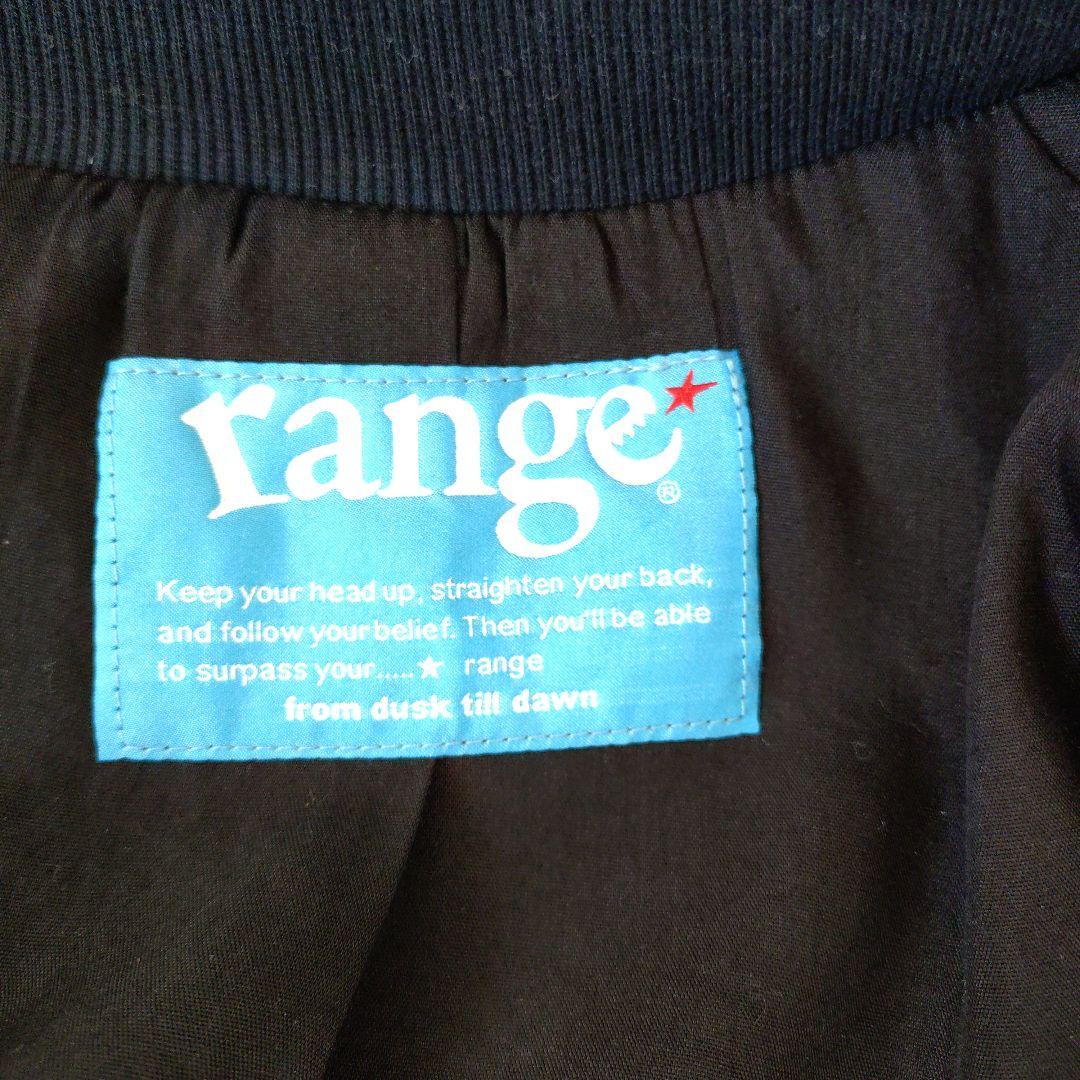 range★
®
Keep your head up, straighten your back,
and follow your belief. Then you'll be able
to surpass your.....★ range
from dusk till dawn